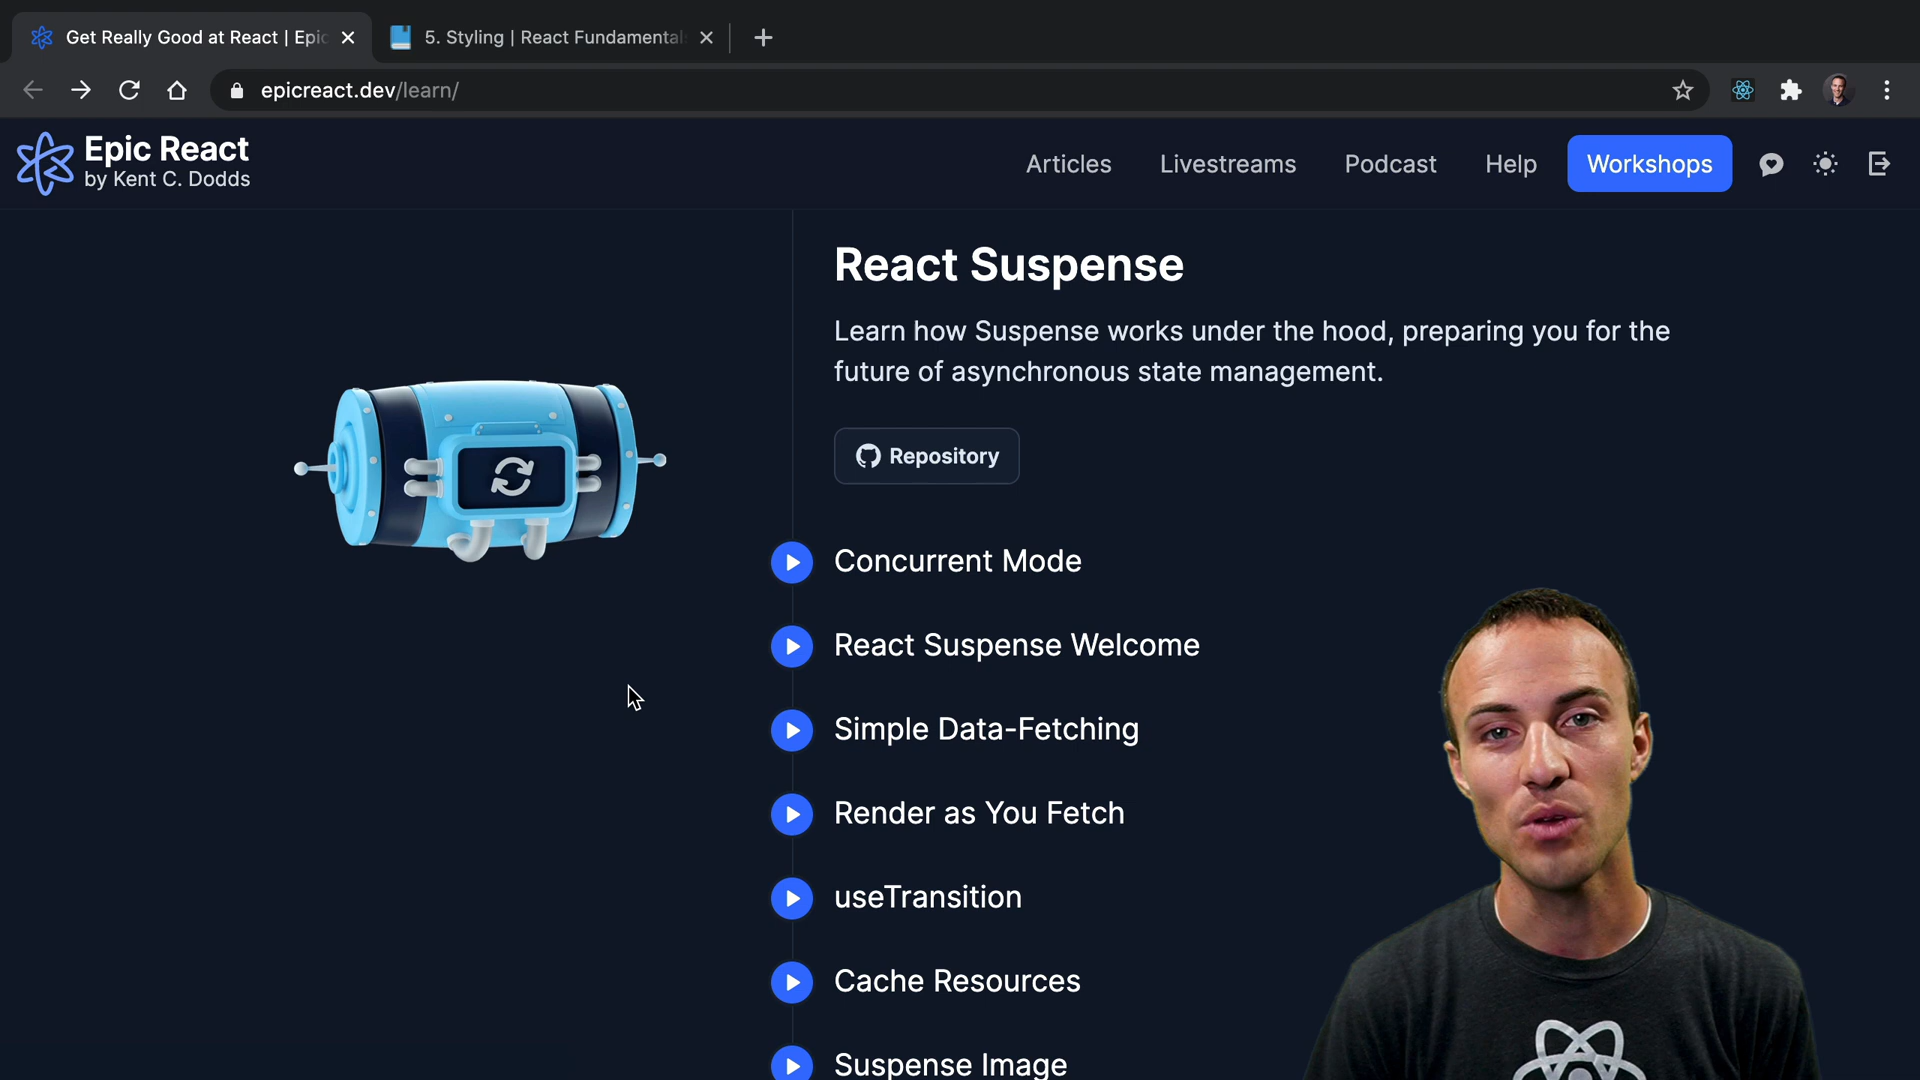 Get Really Good at React | Epic
5. Styling | React Fundamental
epicreact.dev/learn/
Epic React
by Kent C. Dodds
Articles
Livestreams
Podcast
Help
Workshops
React Suspense
Learn how Suspense works under the hood, preparing you for the
future of asynchronous state management.
Repository
Concurrent Mode
React Suspense Welcome
Simple Data-Fetching
Render as You Fetch
useTransition
Cache Resources
Suspense Image